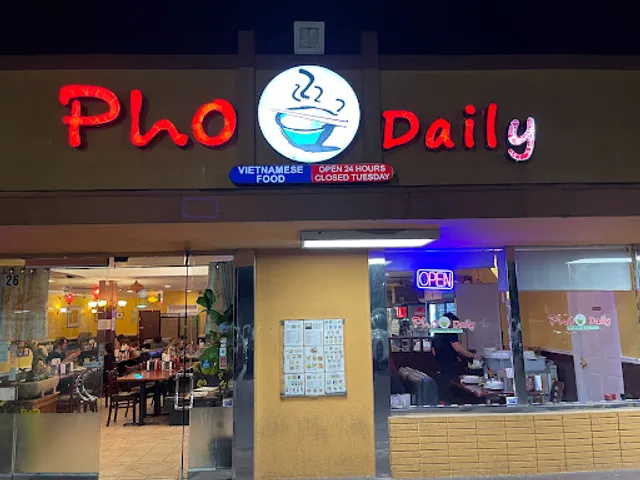 Pho Daily
VIETNAMESE
FOOD
OPEN 24 HOURS
CLOSED TUESDAY
26
OPEN
Pho Daily
Pho Daily